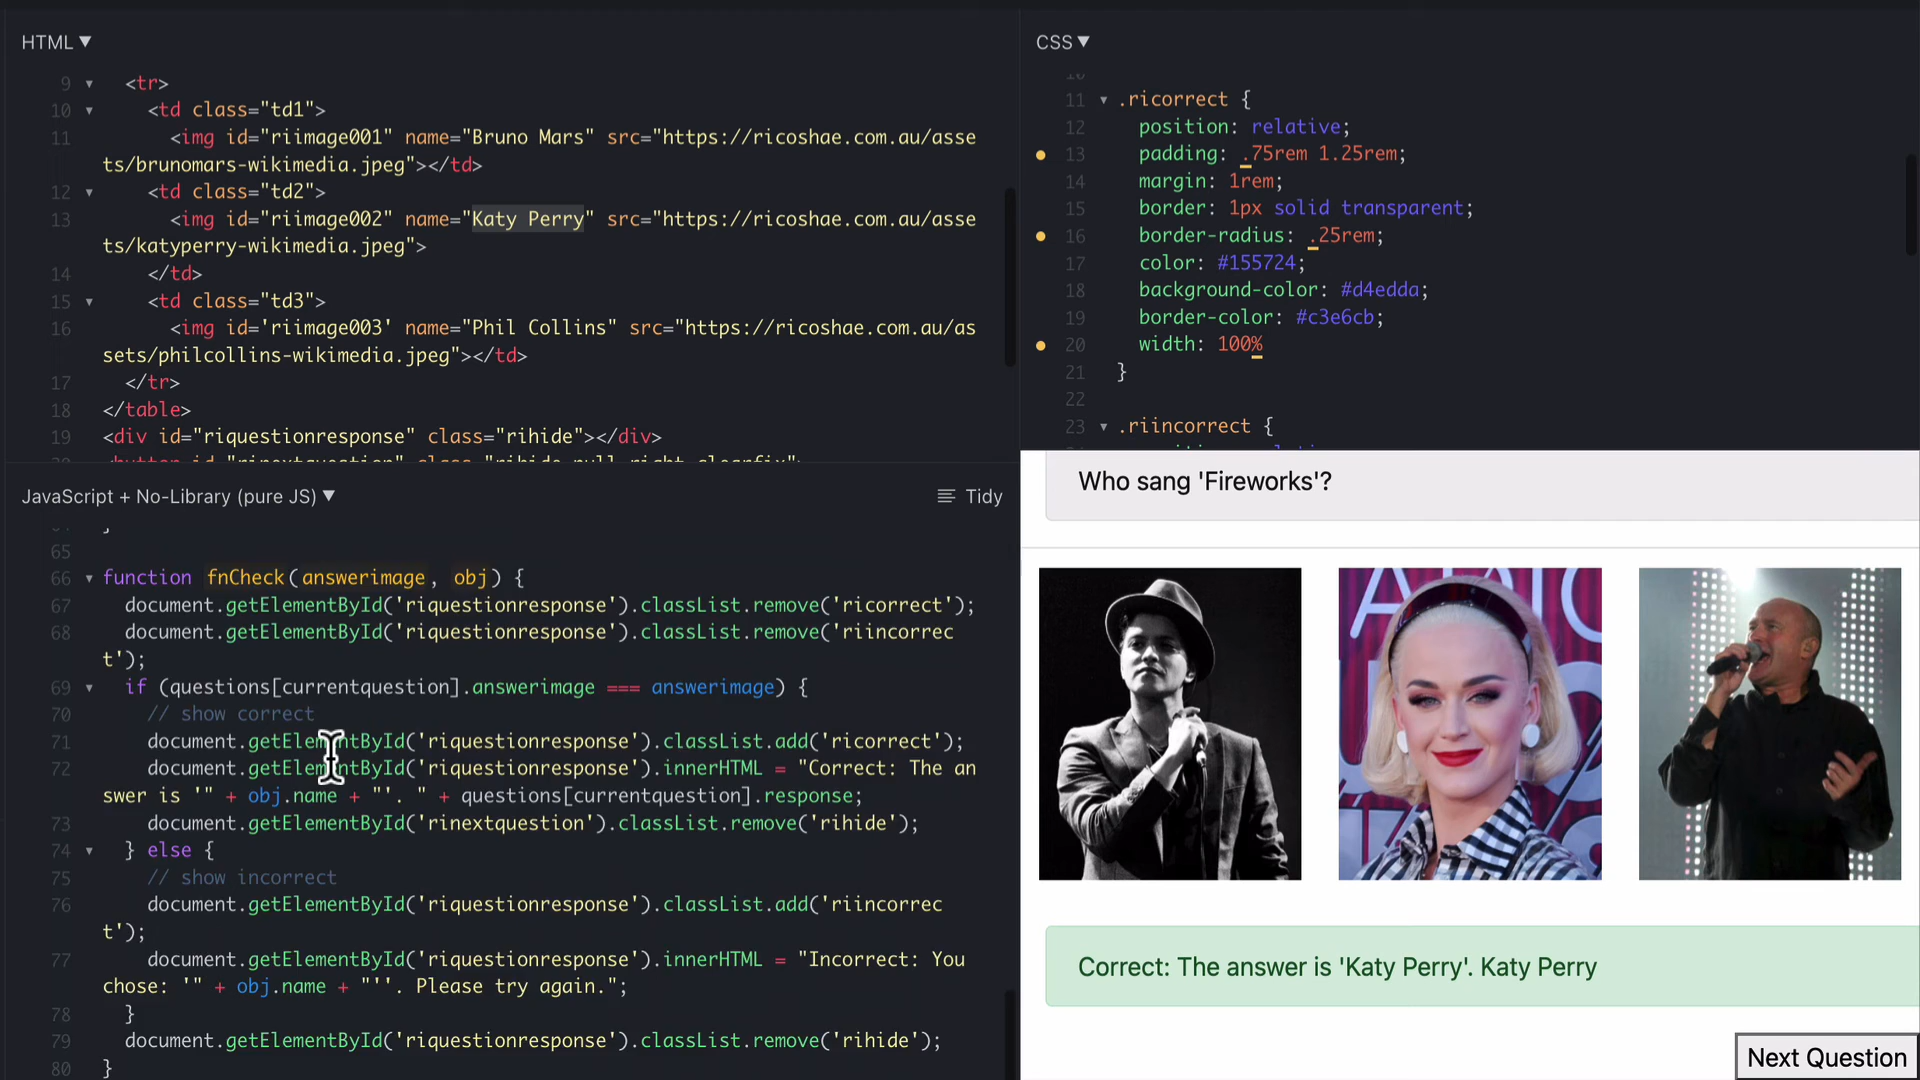 HTML ▼
9 ▾ <tr>
10 ▾ <td class="td1">
11 <img id="riimage001" name="Bruno Mars" src="https://ricoshae.com.au/asse
ts/brunomars-wikimedia.jpeg"></td>
12 ▾ <td class="td2">
13 <img id="riimage002" name="Katy Perry" src="https://ricoshae.com.au/asse
ts/katyperry-wikimedia.jpeg">
14 </td>
15 ▾ <td class="td3">
16 <img id='riimage003' name="Phil Collins" src="https://ricoshae.com.au/as
sets/philcollins-wikimedia.jpeg"></td>
17 </tr>
18 </table>
19 <div id="riquestionresponse" class="rihide"></div>
CSS ▼
11 ▾ .ricorrect {
12 position: relative;
13 padding: .75rem 1.25rem;
14 margin: 1rem;
15 border: 1px solid transparent;
16 border-radius: .25rem;
17 color: #155724;
18 background-color: #d4edda;
19 border-color: #c3e6cb;
20 width: 100%
21 }
22
23 ▾ .riincorrect {
JavaScript + No-Library (pure JS) ▼ Tidy
65
66 ▾ function fnCheck(answerimage, obj) {
67 document.getElementById('riquestionresponse').classList.remove('ricorrect');
68 document.getElementById('riquestionresponse').classList.remove('riincorrec
t');
69 ▾ if (questions[currentquestion].answerimage === answerimage) {
70 // show correct
71 document.getElementById('riquestionresponse').classList.add('ricorrect');
72 document.getElementById('riquestionresponse').innerHTML = "Correct: The an
swer is '" + obj.name + "'. " + questions[currentquestion].response;
73 document.getElementById('rinextquestion').classList.remove('rihide');
74 ▾ } else {
75 // show incorrect
76 document.getElementById('riquestionresponse').classList.add('riincorrec
t');
77 document.getElementById('riquestionresponse').innerHTML = "Incorrect: You
chose: '" + obj.name + "''. Please try again.";
78 }
79 document.getElementById('riquestionresponse').classList.remove('rihide');
80 }
Who sang 'Fireworks'?
Correct: The answer is 'Katy Perry'. Katy Perry
Next Question